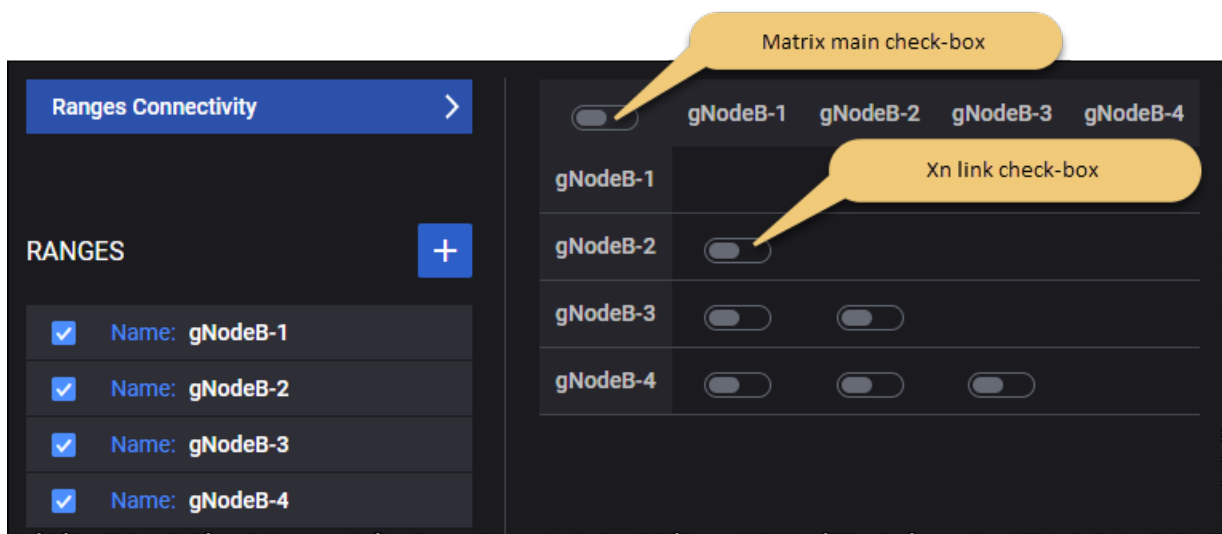 Matrix main check-box
Ranges Connectivity
gNodeB-1 gNodeB-2 gNodeB-3 gNodeB-4
Xn link check-box
gNodeB-1
RANGES
+
gNodeB-2
gNodeB-3
gNodeB-4
Name: gNodeB-1
Name: gNodeB-2
Name: gNodeB-3
Name: gNodeB-4